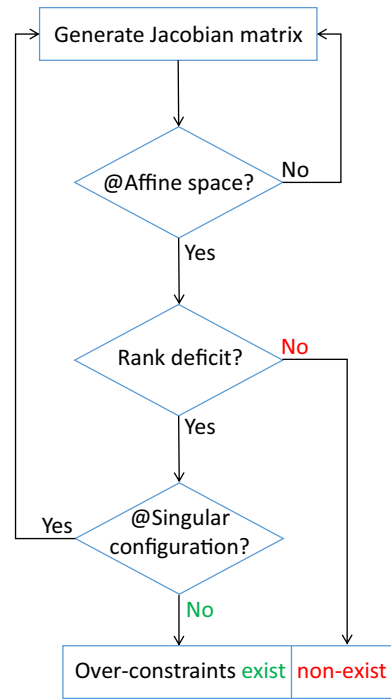 Generate Jacobian matrix
@Affine space?
No
Yes
Rank deficit?
No
Yes
@Singular
configuration?
Yes
No
Over-constraints exist non-exist